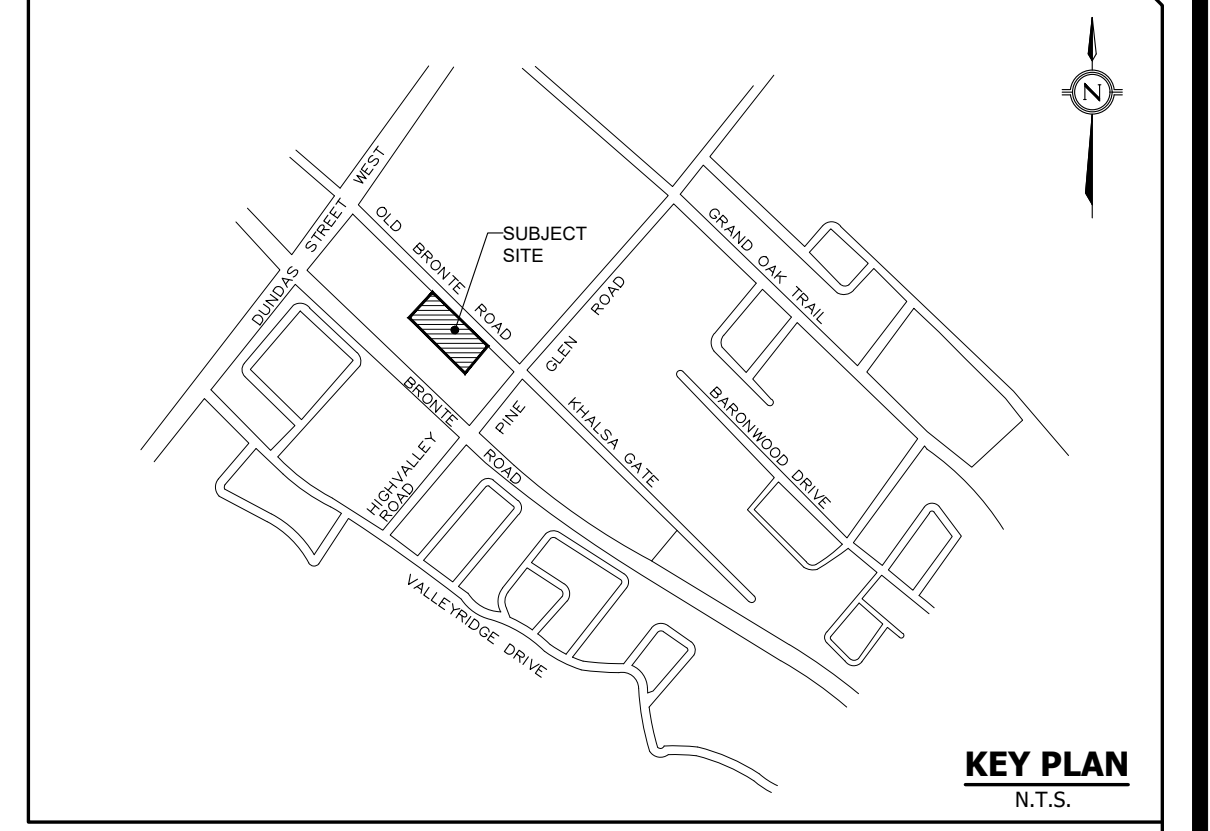 N
DUNDAS STREET WEST
OLD BRONTE ROAD
SUBJECT
SITE
GRAND OAK TRAIL
PINE GLEN ROAD
BRONTE ROAD
KHALSA GATE
BARONWOOD DRIVE
HIGHVALLEY
ROAD
VALLEYRIDGE DRIVE
KEY PLAN
N.T.S.